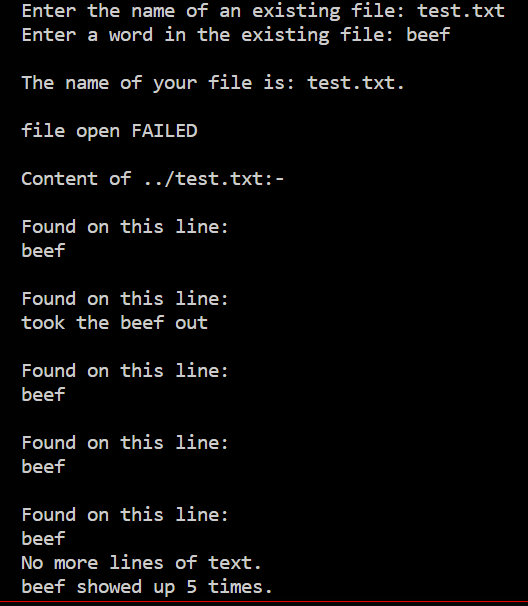 Enter the name of an existing file: test.txt
Enter a word in the existing file: beef
The name of your file is: test.txt.
file open FAILED
Content of ../test.txt:-
Found on this line:
beef
Found on this line:
took the beef out
Found on this line:
beef
Found on this line:
beef
Found on this line:
beef
No more lines of text.
beef showed up 5 times.